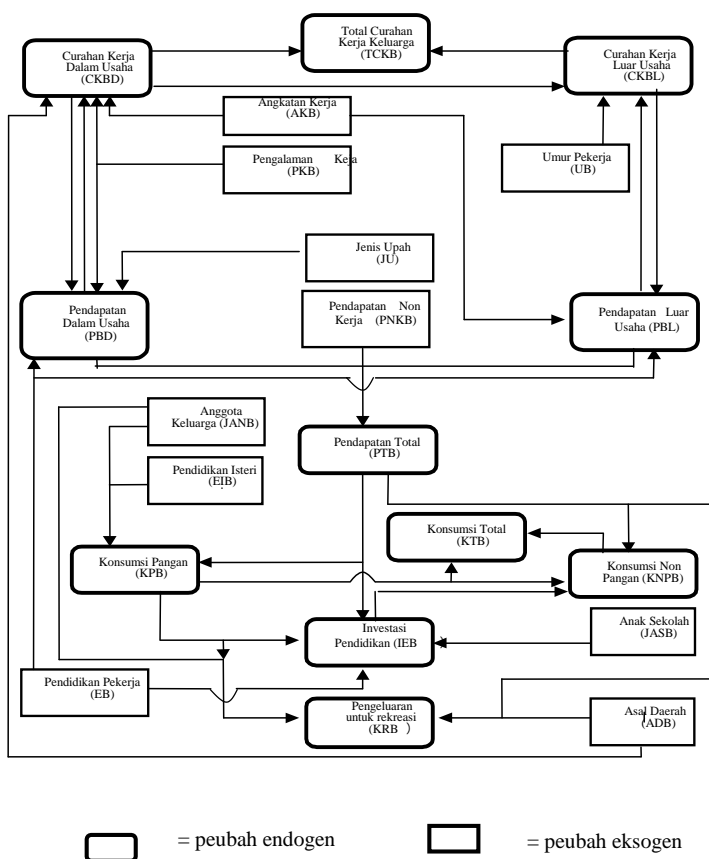 Total Curahan
Kerja Keluarga
(TCKB)
Curahan Kerja
Dalam Usaha
(CKBD)
Curahan Kerja
Luar Usaha
(CKBL)
Angkatan Kerja
(AKB)
Pengalaman Keja
(PKB)
Umur Pekerja
(UB)
Jenis Upah
(JU)
Pendapatan Non
Kerja (PNKB)
Pendapatan
Dalam Usaha
(PBD)
Pendapatan Luar
Usaha (PBL)
Anggota
Keluarga (JANB)
Pendapatan Total
(PTB)
Pendidikan Isteri
(EIB)
Konsumsi Total
(KTB)
Konsumsi Pangan
(KPB)
Konsumsi Non
Pangan (KNPB)
Investasi
Pendidikan (IEB )
Anak Sekolah
(JASB)
Pendidikan Pekerja
(EB)
Pengeluaran
untuk rekreasi
(KRB )
Asal Daerah
(ADB)
= peubah endogen
= peubah eksogen